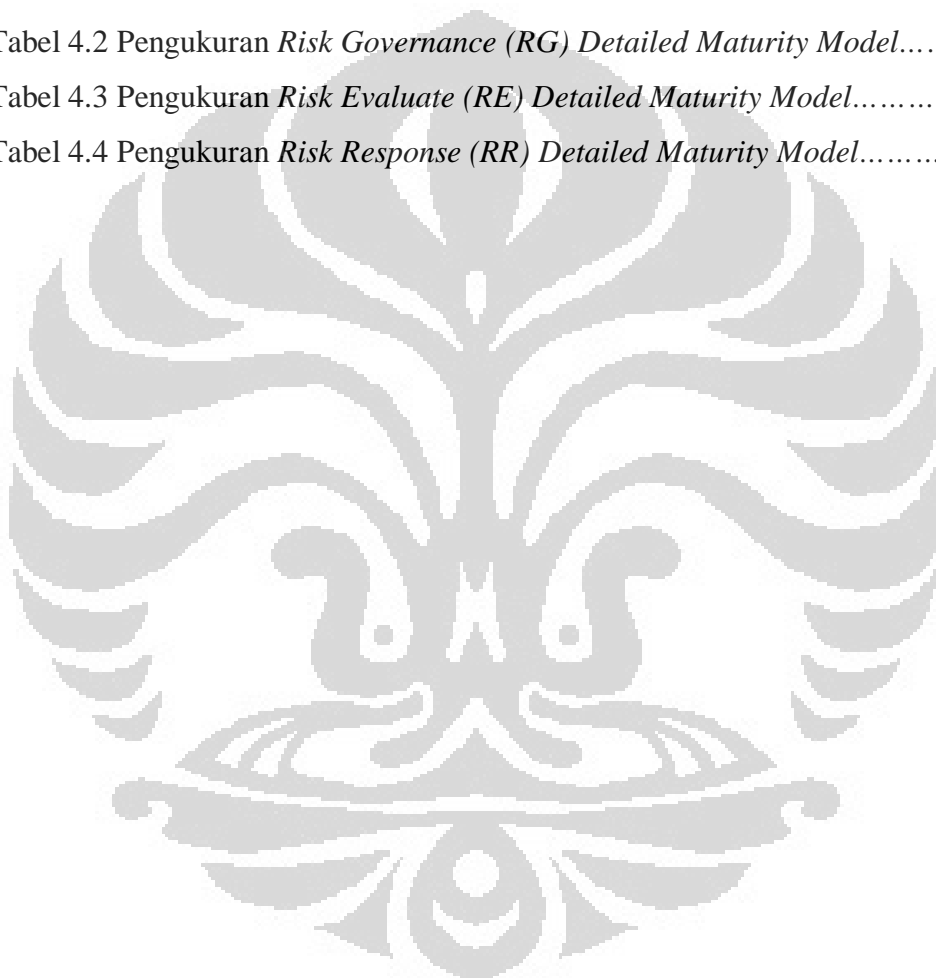 Tabel 4.2 Pengukuran Risk Governance (RG) Detailed Maturity Model…..
Tabel 4.3 Pengukuran Risk Evaluate (RE) Detailed Maturity Model………
Tabel 4.4 Pengukuran Risk Response (RR) Detailed Maturity Model………